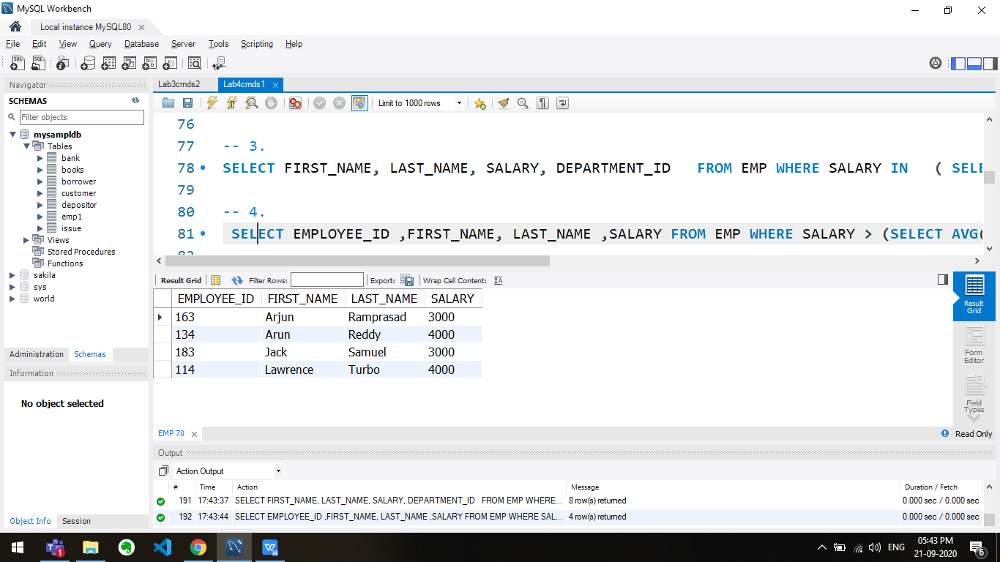 MySQL Workbench
Local instance MySQL80
File Edit View Query Database Server Tools Scripting Help
Navigator
SCHEMAS
Filter objects
mysampldb
Tables
bank
books
borrower
customer
depositor
emp1
issue
Views
Stored Procedures
Functions
sakila
sys
world
Administration Schemas
Information
No object selected
Object Info Session
Lab3cmds2 Lab4cmds1
Limit to 1000 rows
76
77 -- 3.
78 SELECT FIRST_NAME, LAST_NAME, SALARY, DEPARTMENT_ID FROM EMP WHERE SALARY IN ( SELE
79
80 -- 4.
81 SELECT EMPLOYEE_ID ,FIRST_NAME, LAST_NAME ,SALARY FROM EMP WHERE SALARY > (SELECT AVG(
82
Result Grid Filter Rows: Export: Wrap Cell Content:
EMPLOYEE_ID FIRST_NAME LAST_NAME SALARY
163 Arjun Ramprasad 3000
134 Arun Reddy 4000
183 Jack Samuel 3000
114 Lawrence Turbo 4000
Result
Grid
Form
Editor
Field
Types
EMP 70
Read Only
Output
Action Output
# Time Action Message Duration / Fetch
191 17:43:37 SELECT FIRST_NAME, LAST_NAME, SALARY, DEPARTMENT_ID FROM EMP WHERE... 8 row(s) returned 0.000 sec / 0.000 sec
192 17:43:44 SELECT EMPLOYEE_ID ,FIRST_NAME, LAST_NAME ,SALARY FROM EMP WHERE SAL... 4 row(s) returned 0.000 sec / 0.000 sec
1
ENG
05:43 PM
21-09-2020
6